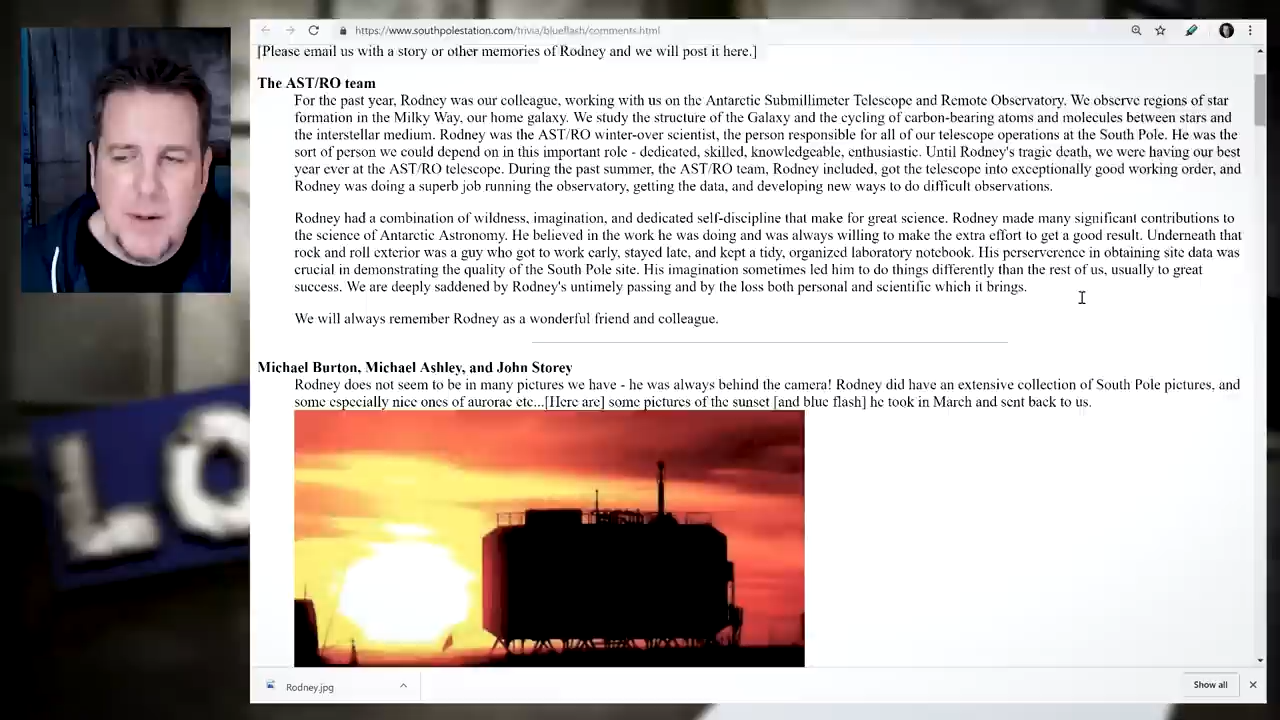 https://www.southpolestation.com/trivia/blueflash/comments.html
[Please email us with a story or other memories of Rodney and we will post it here.]
The AST/RO team
For the past year, Rodney was our colleague, working with us on the Antarctic Submillimeter Telescope and Remote Observatory. We observe regions of star
formation in the Milky Way, our home galaxy. We study the structure of the Galaxy and the cycling of carbon-bearing atoms and molecules between stars and
the interstellar medium. Rodney was the AST/RO winter-over scientist, the person responsible for all of our telescope operations at the South Pole. He was the
sort of person we could depend on in this important role - dedicated, skilled, knowledgeable, enthusiastic. Until Rodney's tragic death, we were having our best
year ever at the AST/RO telescope. During the past summer, the AST/RO team, Rodney included, got the telescope into exceptionally good working order, and
Rodney was doing a superb job running the observatory, getting the data, and developing new ways to do difficult observations.
Rodney had a combination of wildness, imagination, and dedicated self-discipline that make for great science. Rodney made many significant contributions to
the science of Antarctic Astronomy. He believed in the work he was doing and was always willing to make the extra effort to get a good result. Underneath that
rock and roll exterior was a guy who got to work early, stayed late, and kept a tidy, organized laboratory notebook. His perserverence in obtaining site data was
crucial in demonstrating the quality of the South Pole site. His imagination sometimes led him to do things differently than the rest of us, usually to great
success. We are deeply saddened by Rodney's untimely passing and by the loss both personal and scientific which it brings.
We will always remember Rodney as a wonderful friend and colleague.
Michael Burton, Michael Ashley, and John Storey
Rodney does not seem to be in many pictures we have - he was always behind the camera! Rodney did have an extensive collection of South Pole pictures, and
some especially nice ones of aurorae etc...[Here are] some pictures of the sunset [and blue flash] he took in March and sent back to us.
LO
Rodney.jpg
Show all